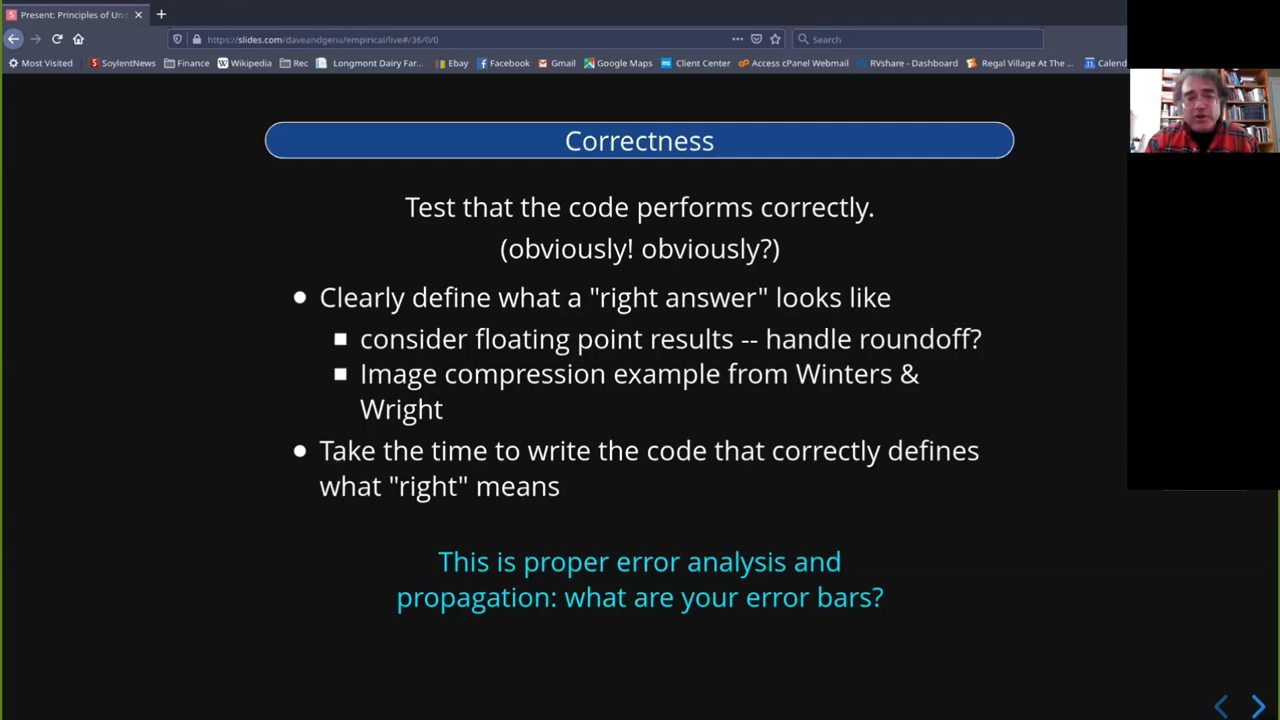 Present: Principles of Uni
https://slides.com/daveandgena/empirical/live#/36/0/0
Search
Most Visited
SoylentNews
Finance
Wikipedia
Rec
Longmont Dairy Far...
Ebay
Facebook
Gmail
Google Maps
Client Center
Access cPanel Webmail
RVshare - Dashboard
Regal Village At The ...
Calend
Correctness
Test that the code performs correctly.
(obviously! obviously?)
Clearly define what a "right answer" looks like
consider floating point results -- handle roundoff?
Image compression example from Winters &
Wright
Take the time to write the code that correctly defines
what "right" means
This is proper error analysis and
propagation: what are your error bars?